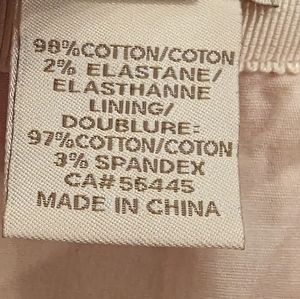 98%COTTON/COTON
2% ELASTANE/
ELASTHANNE
LINING/
DOUBLURE:
97%COTTON/COTON
3% SPANDEX
CA# 56445
MADE IN CHINA